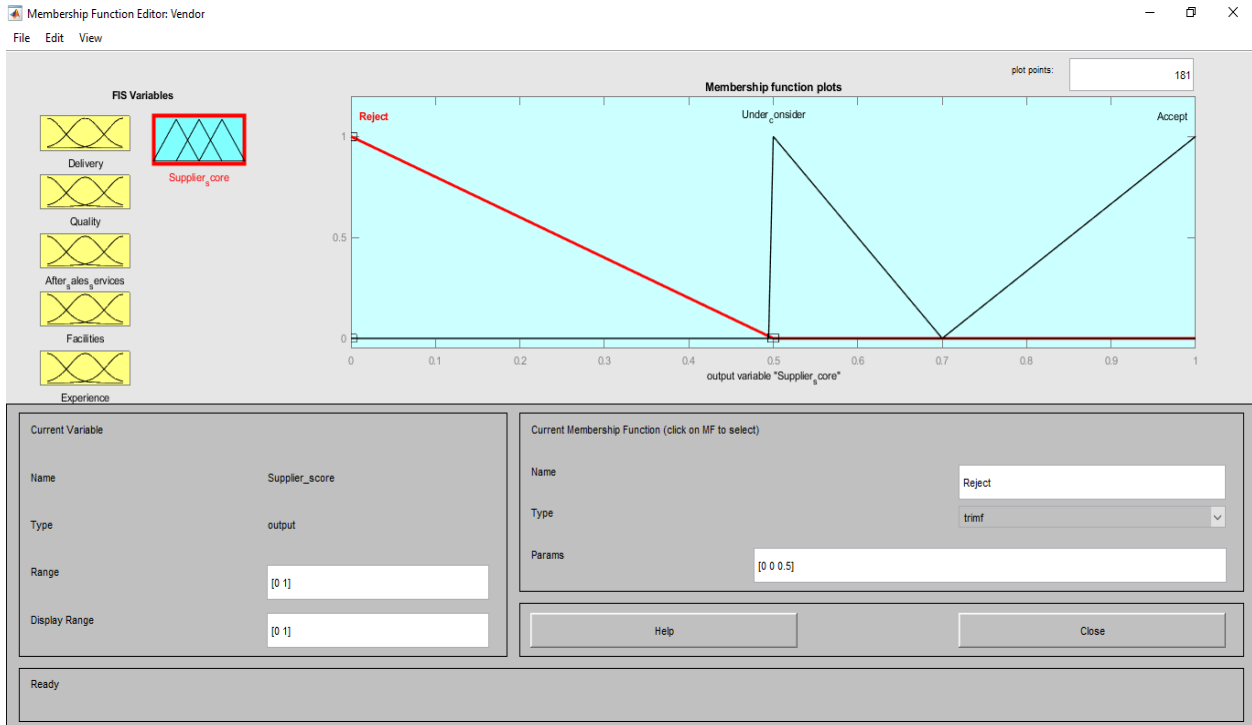 Membership Function Editor: Vendor
File Edit View
plot points:
181
FIS Variables
Delivery
Quality
After_sales_services
Facilities
Experience
Supplier_score
Membership function plots
Reject
Under_consider
Accept
1
0.5
0
0 0.1 0.2 0.3 0.4 0.5 0.6 0.7 0.8 0.9 1
output variable "Supplier_score"
Current Variable
Name Supplier_score
Type output
Range [0 1]
Display Range [0 1]
Current Membership Function (click on MF to select)
Name Reject
Type trimf
Params [0 0 0.5]
Help Close
Ready